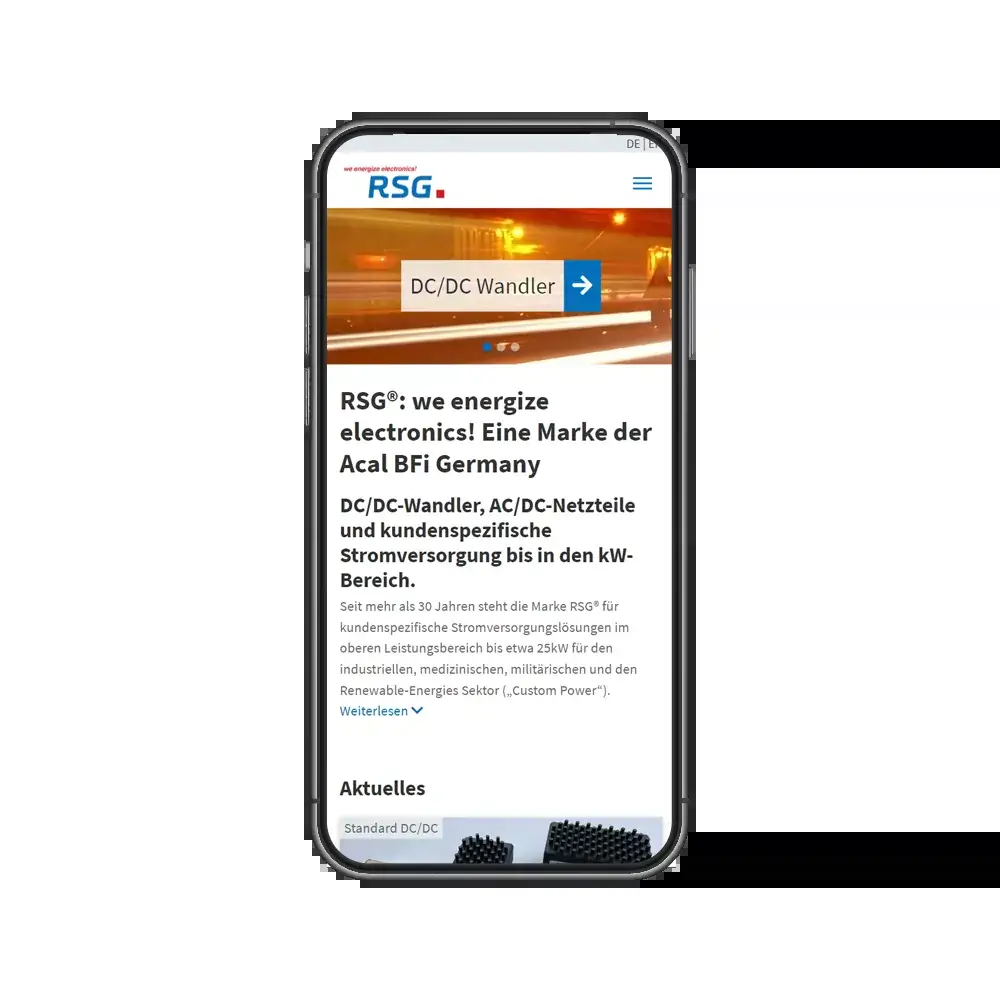 DE | E
we energize electronics!
RSG.
DC/DC Wandler
RSG®: we energize
electronics! Eine Marke der
Acal BFi Germany
DC/DC-Wandler, AC/DC-Netzteile
und kundenspezifische
Stromversorgung bis in den kW-
Bereich.
Seit mehr als 30 Jahren steht die Marke RSG® für
kundenspezifische Stromversorgungslösungen im
oberen Leistungsbereich bis etwa 25kW für den
industriellen, medizinischen, militärischen und den
Renewable-Energies Sektor („Custom Power“).
Weiterlesen
Aktuelles
Standard DC/DC